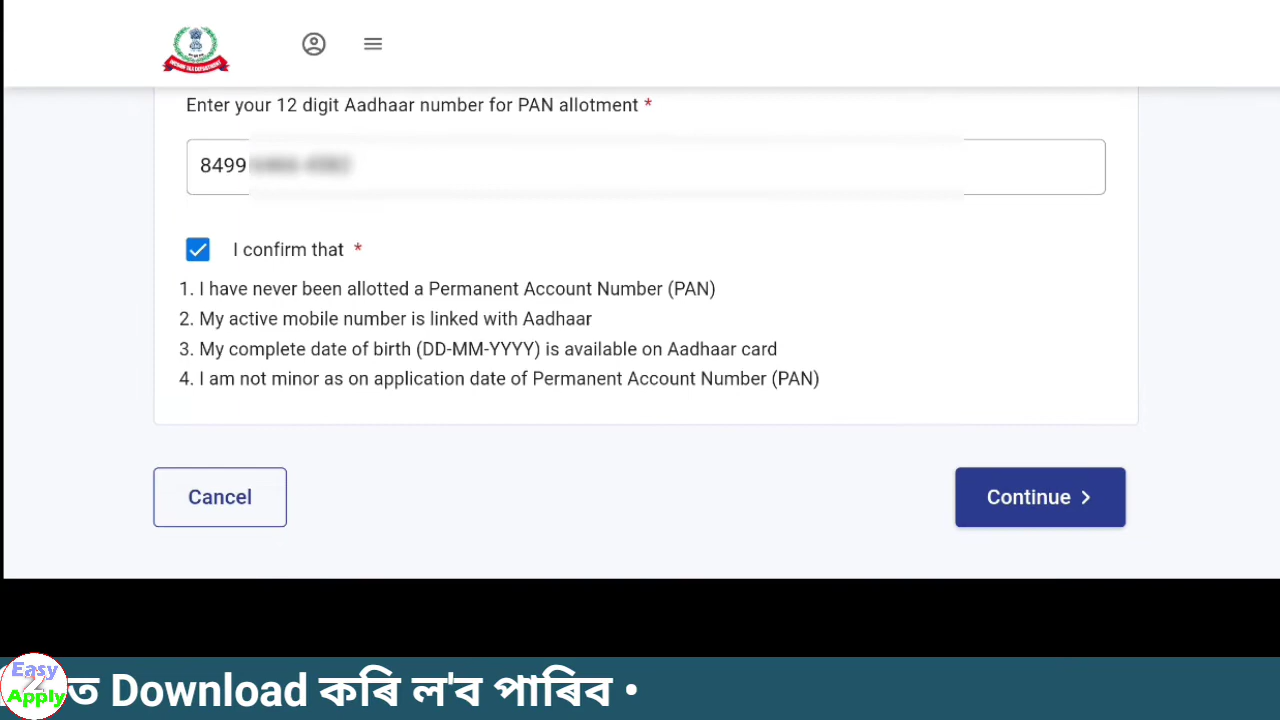 Enter your 12 digit Aadhaar number for PAN allotment *
8499
I confirm that *
1. I have never been allotted a Permanent Account Number (PAN)
2. My active mobile number is linked with Aadhaar
3. My complete date of birth (DD-MM-YYYY) is available on Aadhaar card
4. I am not minor as on application date of Permanent Account Number (PAN)
Cancel
Continue
Easy
2
Apply
ত Download কৰি ল'ব পাৰিব •